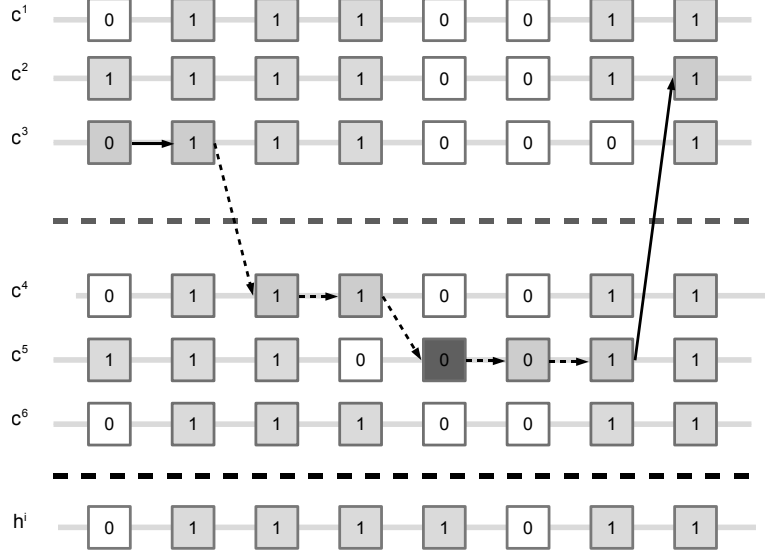 c¹ 0 1 1 1 0 0 1 1
c² 1 1 1 1 0 0 1 1
c³ 0 1 1 1 0 0 0 1
c⁴ 0 1 1 1 0 0 1 1
c⁵ 1 1 1 0 0 0 1 1
c⁶ 0 1 1 1 0 0 1 1
hⁱ 0 1 1 1 1 0 1 1